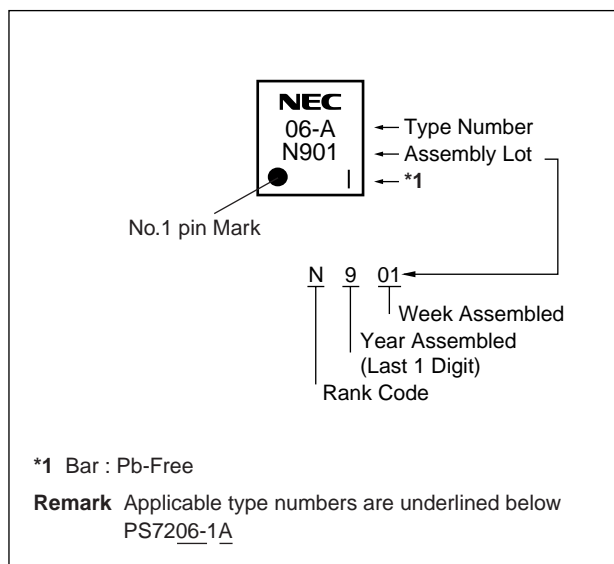 NEC
06-A
N901
Type Number
Assembly Lot
*1
No.1 pin Mark
N 9 01
Week Assembled
Year Assembled
(Last 1 Digit)
Rank Code
*1 Bar : Pb-Free
Remark Applicable type numbers are underlined below
PS7206-1A